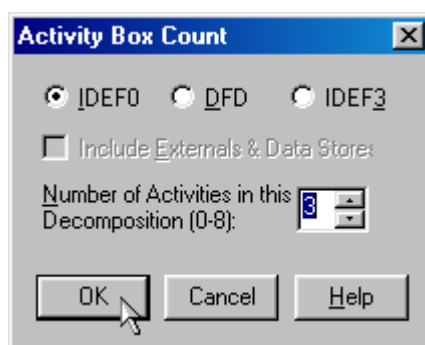 Activity Box Count
IDEF0 DFD IDEF3
Include Externals & Data Stores
Number of Activities in this
Decomposition (0-8):
3
OK Cancel Help